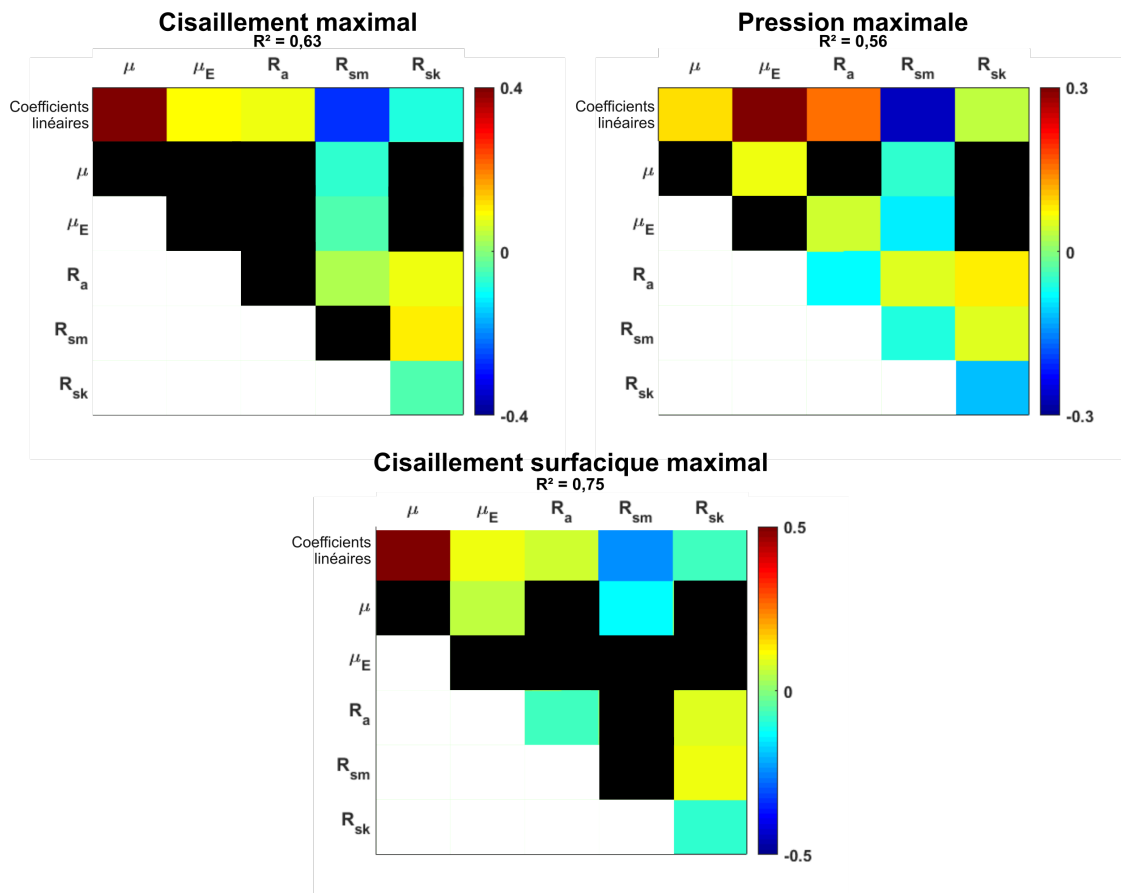 Cisaillement maximal
R² = 0,63
μ μE Ra Rsm Rsk
Coefficients
linéaires
μ
μE
Ra
Rsm
Rsk
0.4
0
-0.4
Pression maximale
R² = 0,56
μ μE Ra Rsm Rsk
Coefficients
linéaires
μ
μE
Ra
Rsm
Rsk
0.3
0
-0.3
Cisaillement surfacique maximal
R² = 0,75
μ μE Ra Rsm Rsk
Coefficients
linéaires
μ
μE
Ra
Rsm
Rsk
0.5
0
-0.5